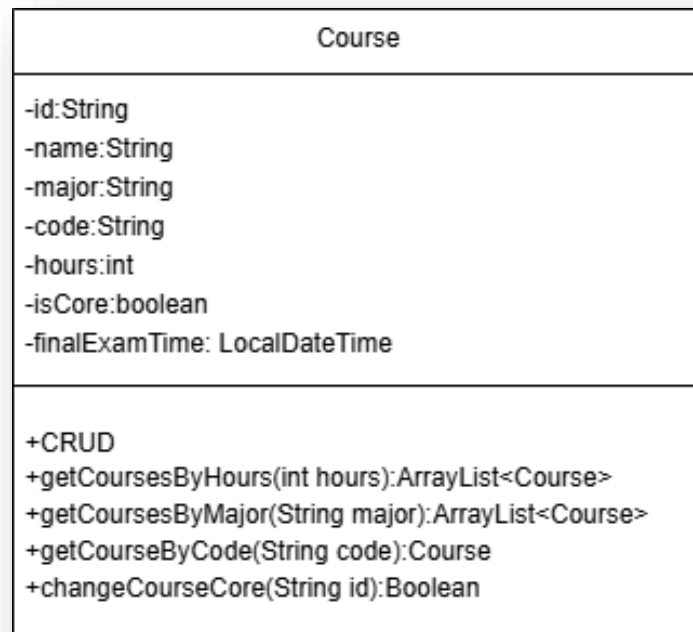 Course
-id:String
-name:String
-major:String
-code:String
-hours:int
-isCore:boolean
-finalExamTime: LocalDateTime
+CRUD
+getCoursesByHours(int hours):ArrayList<Course>
+getCoursesByMajor(String major):ArrayList<Course>
+getCourseByCode(String code):Course
+changeCourseCore(String id):Boolean